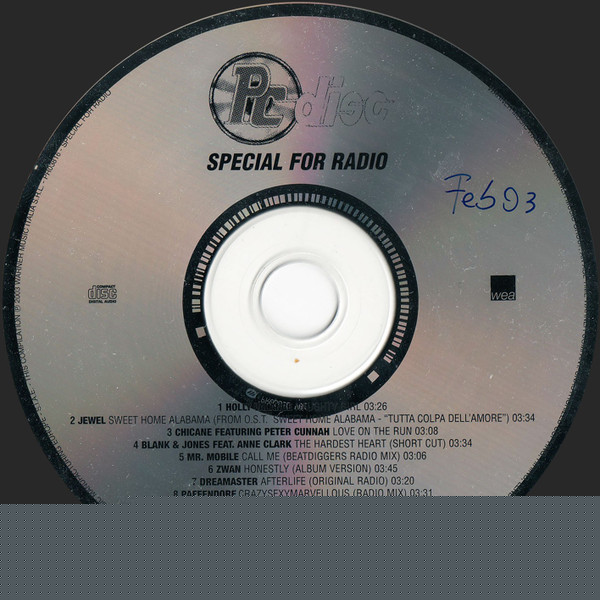 Pc disc
SPECIAL FOR RADIO
Feb 03
COMPACT
disc
DIGITAL AUDIO
wea
1 HOLLY 03:26
2 JEWEL SWEET HOME ALABAMA (FROM O.S.T. "SWEET HOME ALABAMA - "TUTTA COLPA DELL'AMORE") 03:34
3 CHICANE FEATURING PETER CUNNAH LOVE ON THE RUN 03:08
4 BLANK & JONES FEAT. ANNE CLARK THE HARDEST HEART (SHORT CUT) 03:34
5 MR. MOBILE CALL ME (BEATDIGGERS RADIO MIX) 03:06
6 ZWAN HONESTLY (ALBUM VERSION) 03:45
7 DREAMASTER AFTERLIFE (ORIGINAL RADIO) 03:20
8 PAFFENDORF CRAZYSEXYMARVELLOUS (RADIO MIX) 03:31